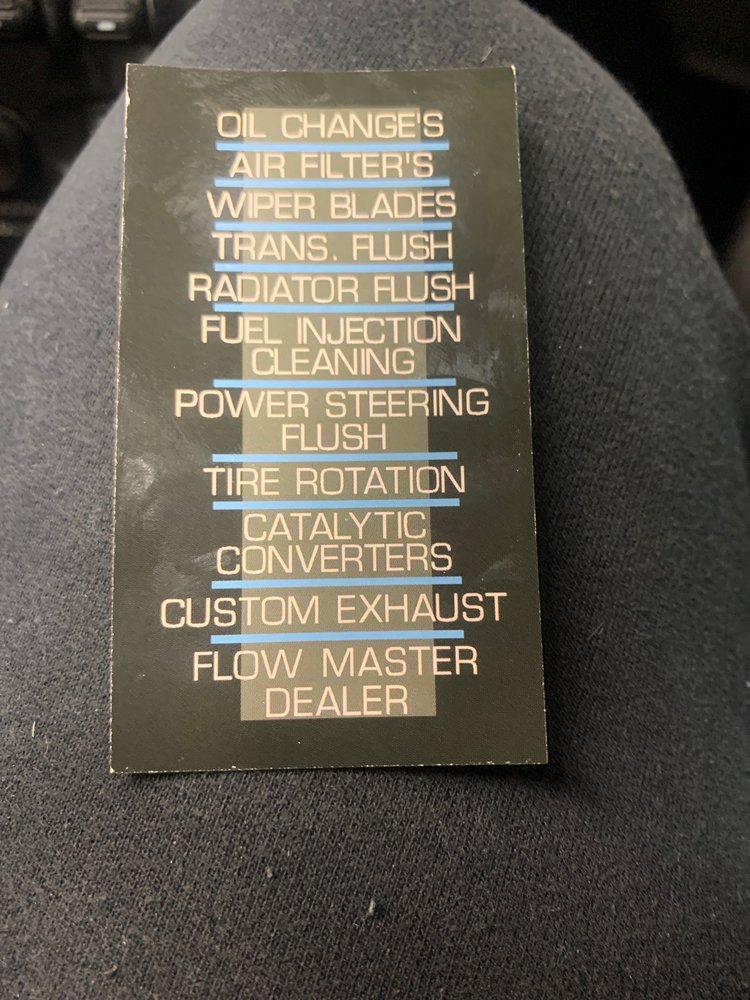 OIL CHANGE'S
AIR FILTER'S
WIPER BLADES
TRANS. FLUSH
RADIATOR FLUSH
FUEL INJECTION
CLEANING
POWER STEERING
FLUSH
TIRE ROTATION
CATALYTIC
CONVERTERS
CUSTOM EXHAUST
FLOW MASTER
DEALER